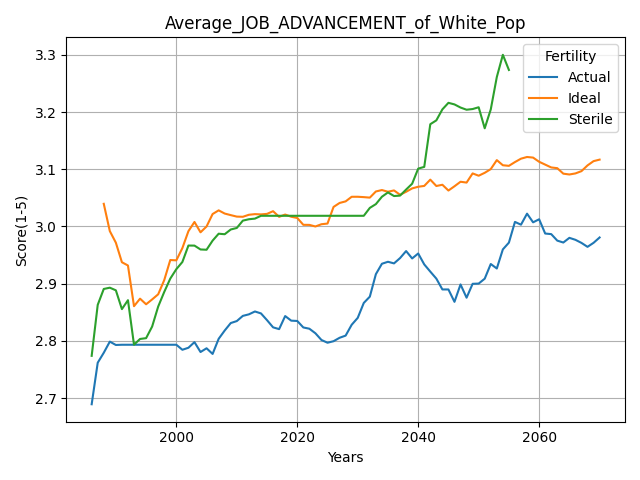 Average_JOB_ADVANCEMENT_of_White_Pop
Fertility
Actual
Ideal
Sterile
Score(1-5)
3.3
3.2
3.1
3.0
2.9
2.8
2.7
2000
2020
2040
2060
Years